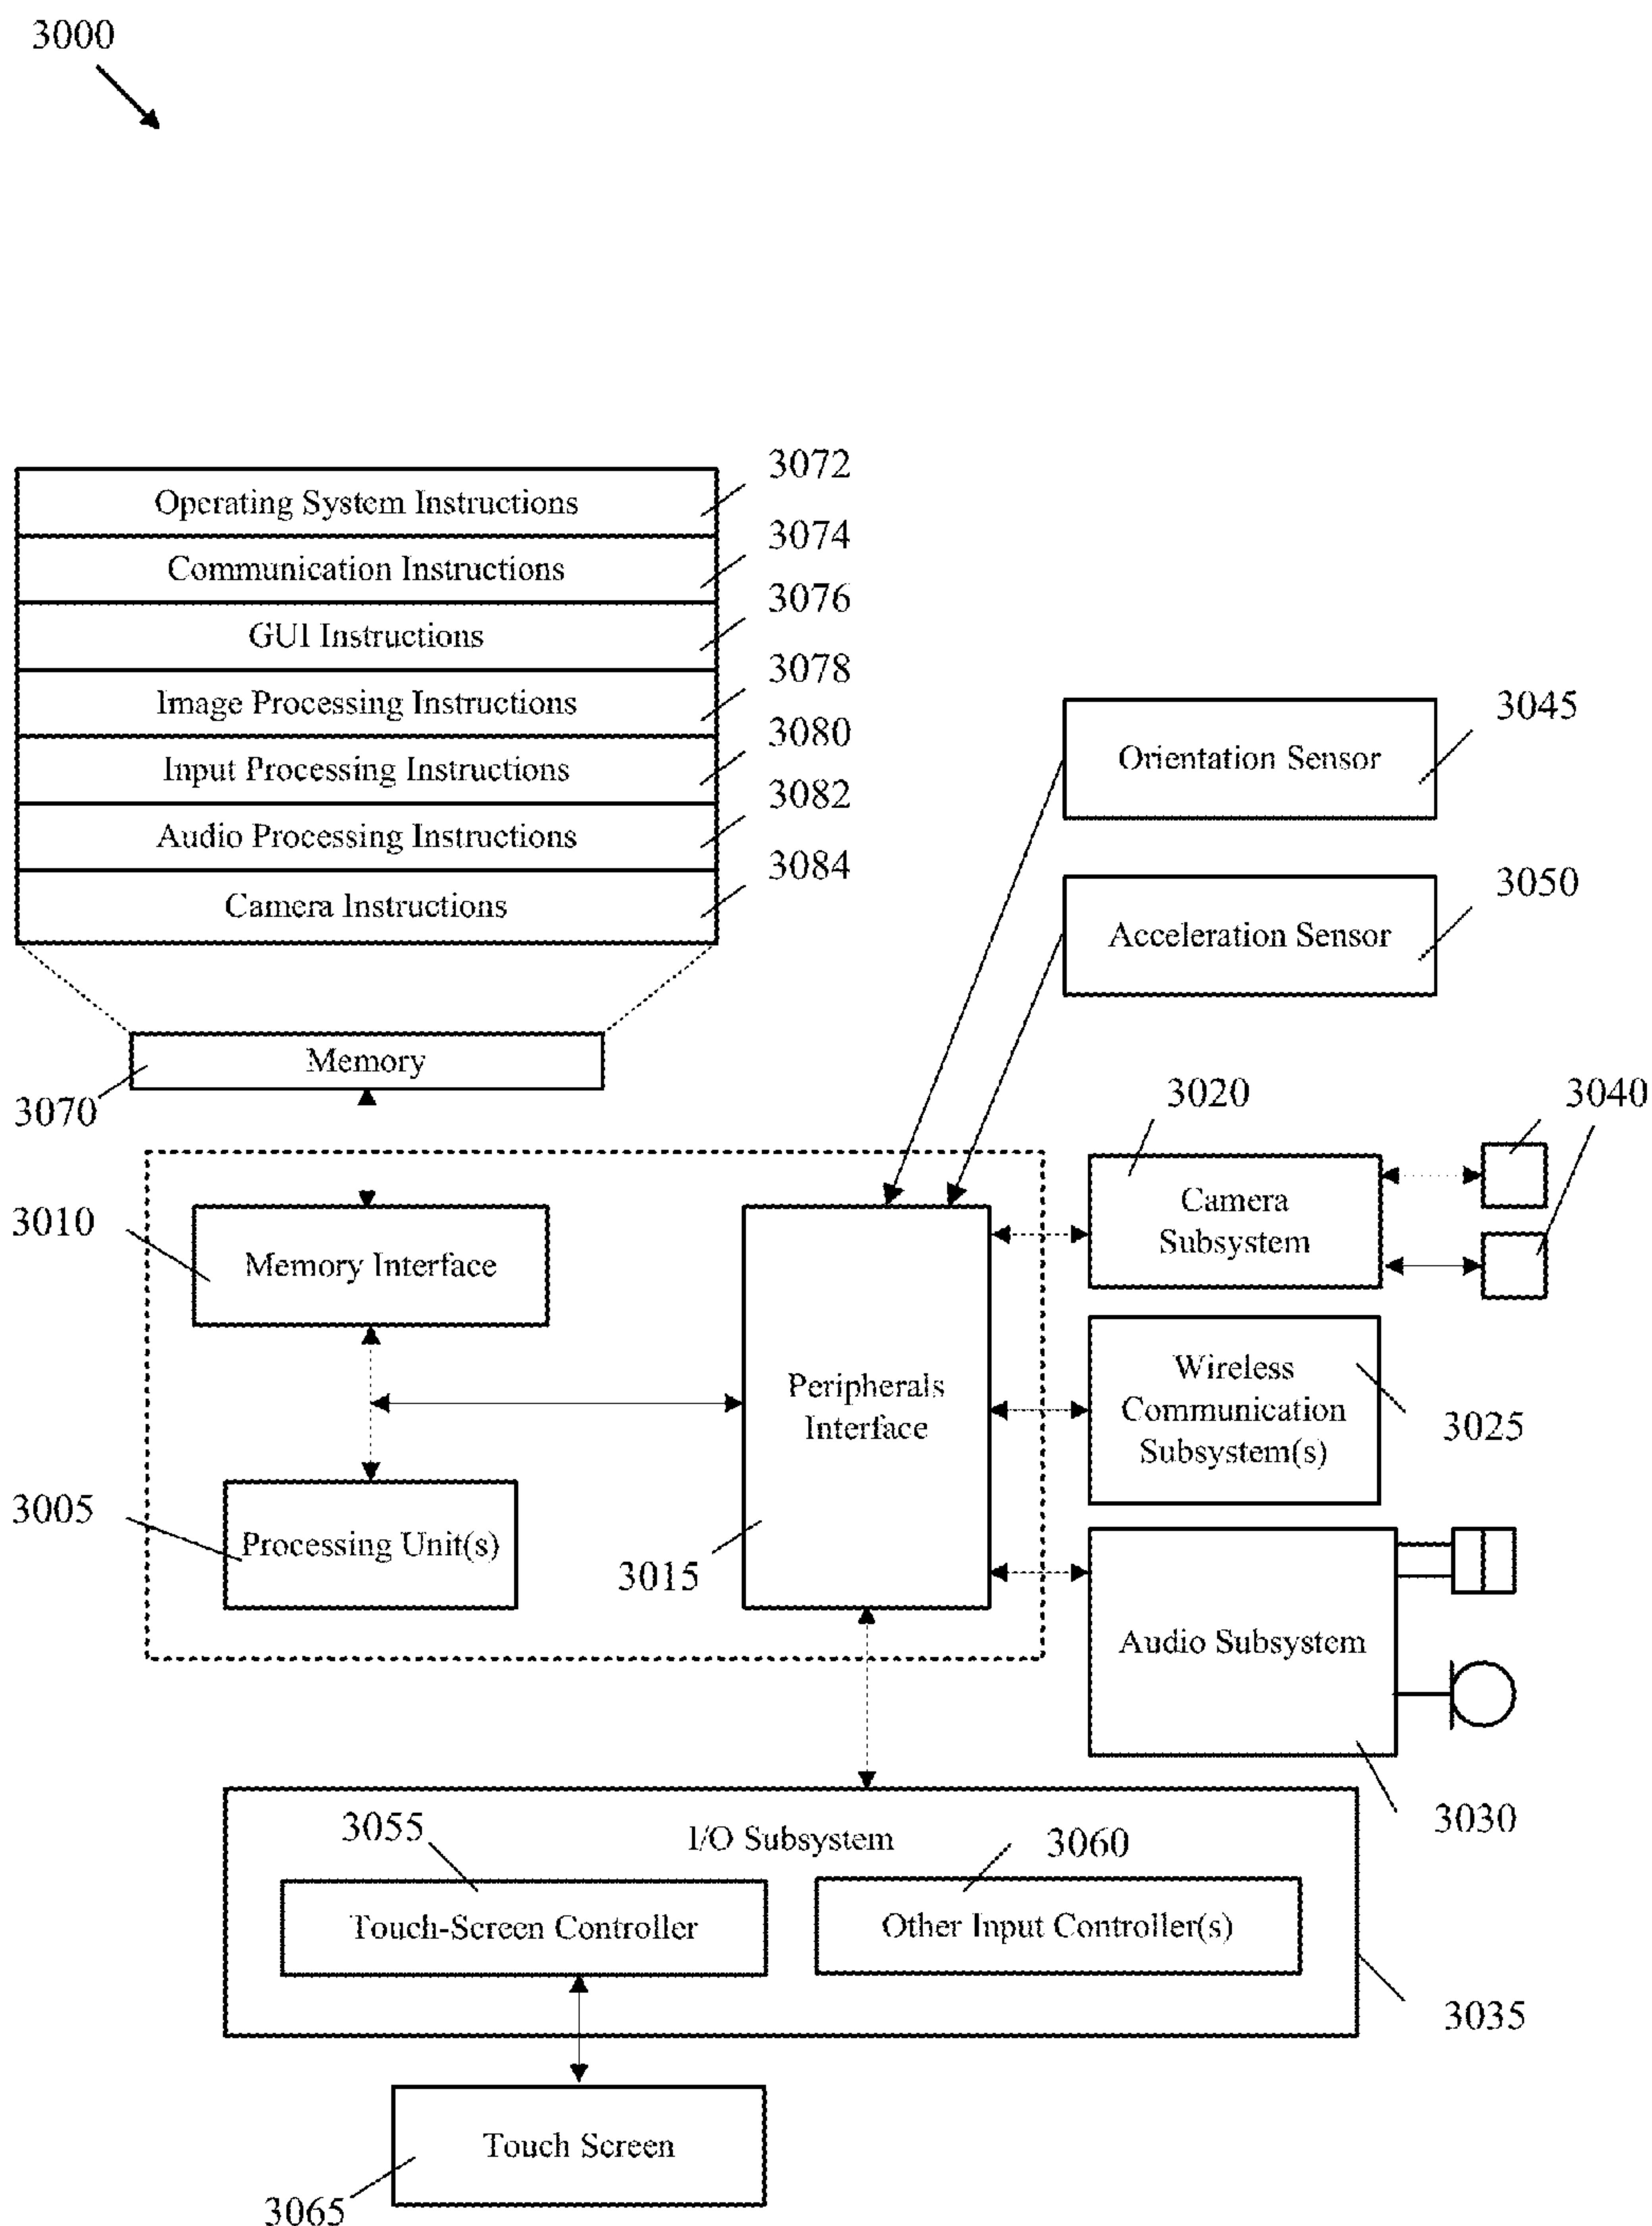 3000
3072
Operating System Instructions
3074
Communication Instructions
3076
GUI Instructions
3078
Image Processing Instructions
3080
Input Processing Instructions
3082
Audio Processing Instructions
3084
Camera Instructions
3045
Orientation Sensor
3050
Acceleration Sensor
Memory
3070
3020
3040
Camera
Subsystem
3010
Memory Interface
Peripherals
Interface
3015
Wireless
Communication
Subsystem(s)
3025
3005
Processing Unit(s)
Audio Subsystem
3030
3055
I/O Subsystem
3060
Touch-Screen Controller
Other Input Controller(s)
3035
Touch Screen
3065